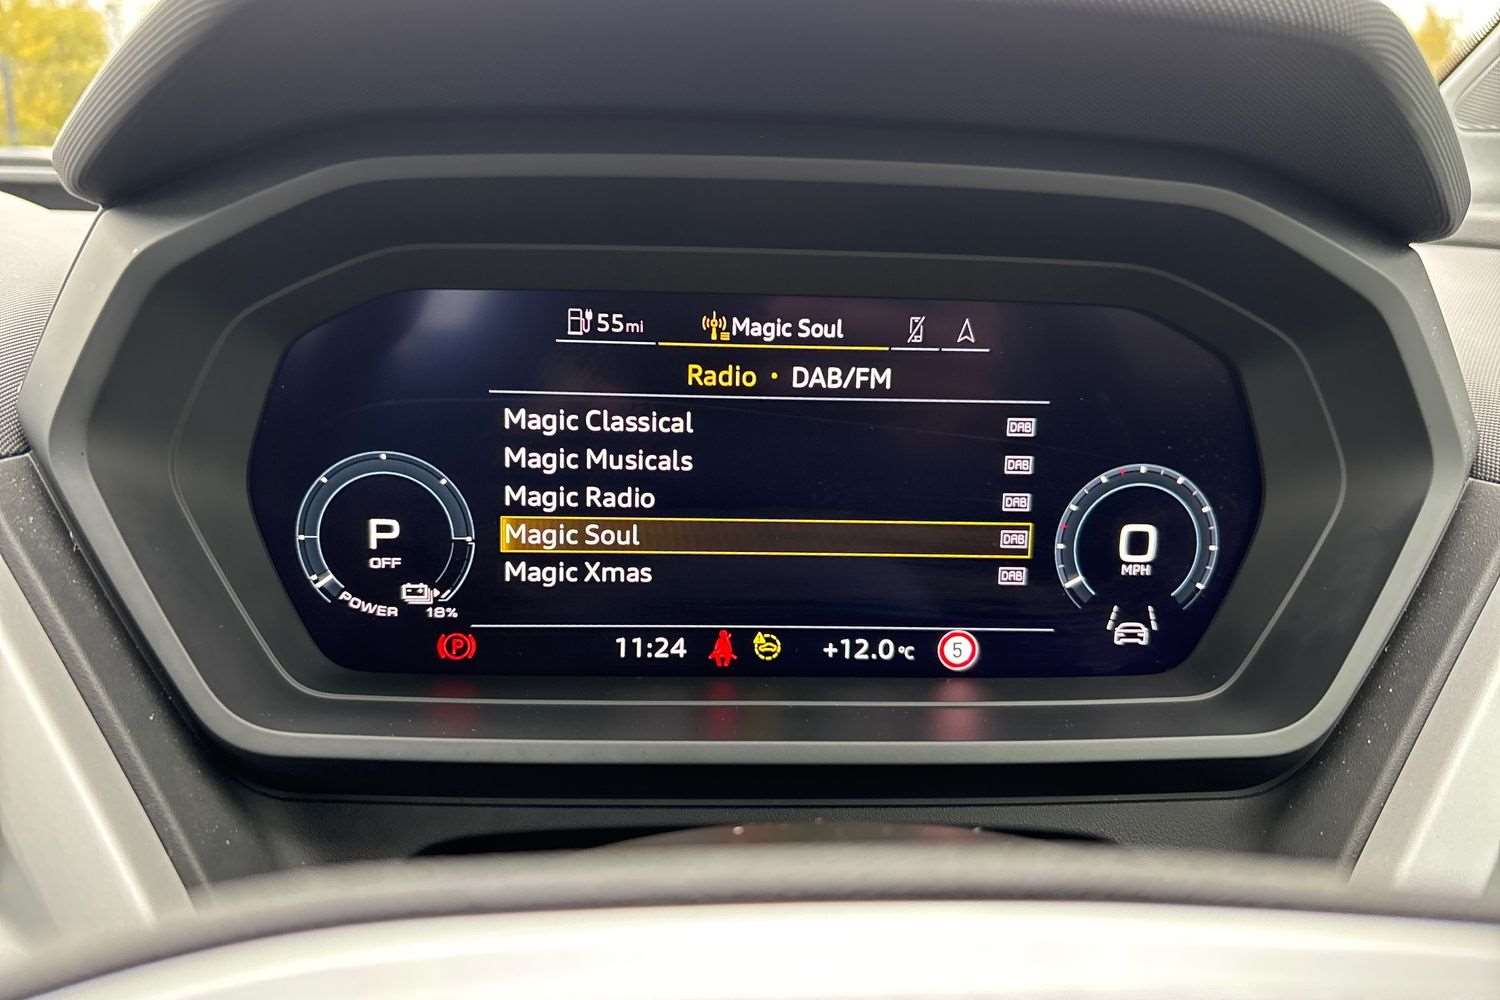 55mi Magic Soul
Radio • DAB/FM
Magic Classical DAB
Magic Musicals DAB
Magic Radio DAB
Magic Soul DAB
Magic Xmas DAB
P
OFF
POWER 18%
0
MPH
P 11:24 +12.0°C 5